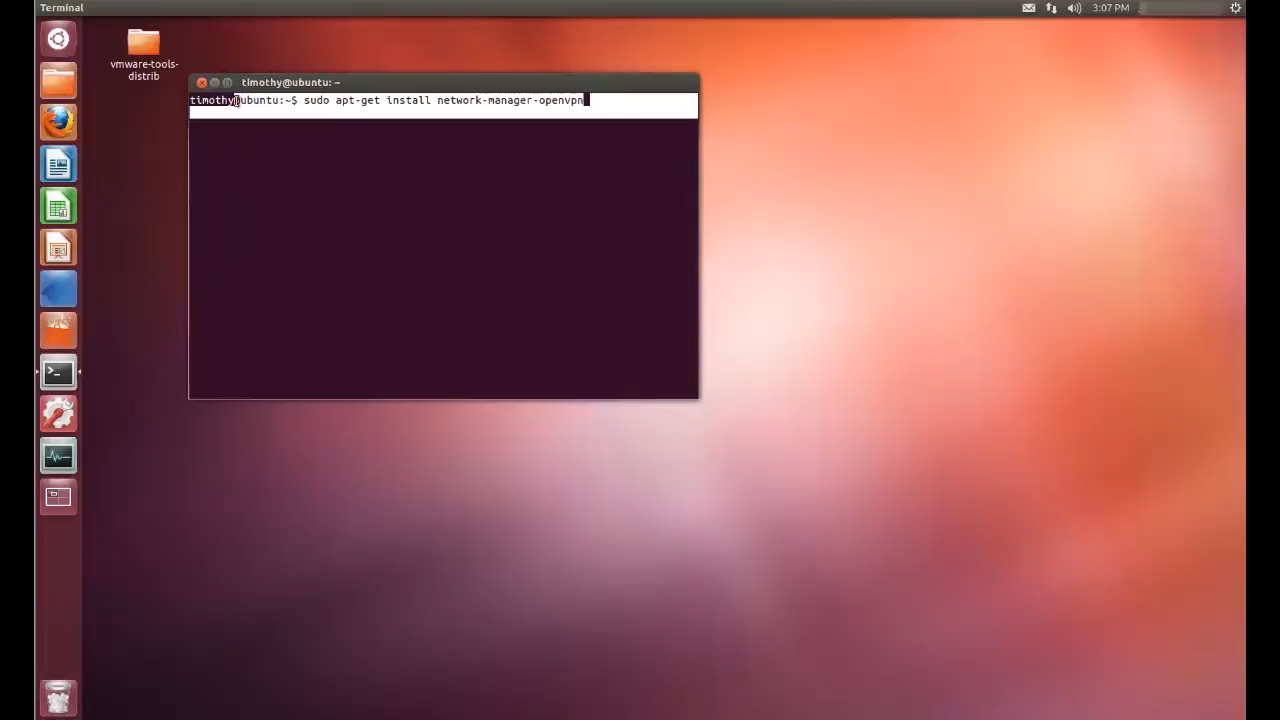 Terminal
3:07 PM
vmware-tools-
distrib
timothy@ubuntu: ~
timothy@ubuntu:~$ sudo apt-get install network-manager-openvpn